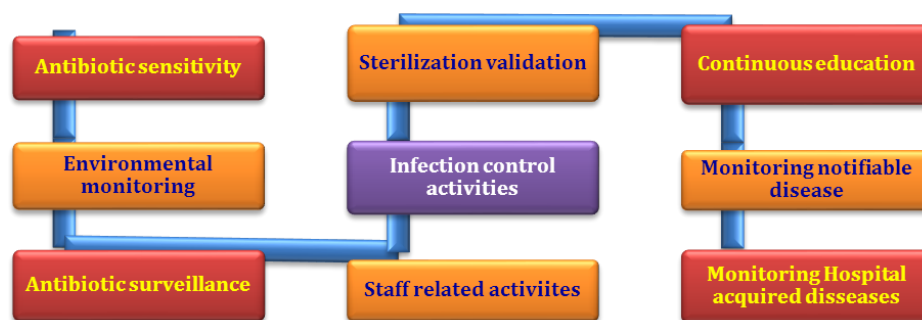 Antibiotic sensitivity
Environmental
monitoring
Antibiotic surveillance
Sterilization validation
Infection control
activities
Staff related activiites
Continuous education
Monitoring notifiable
disease
Monitoring Hospital
acquired disseases